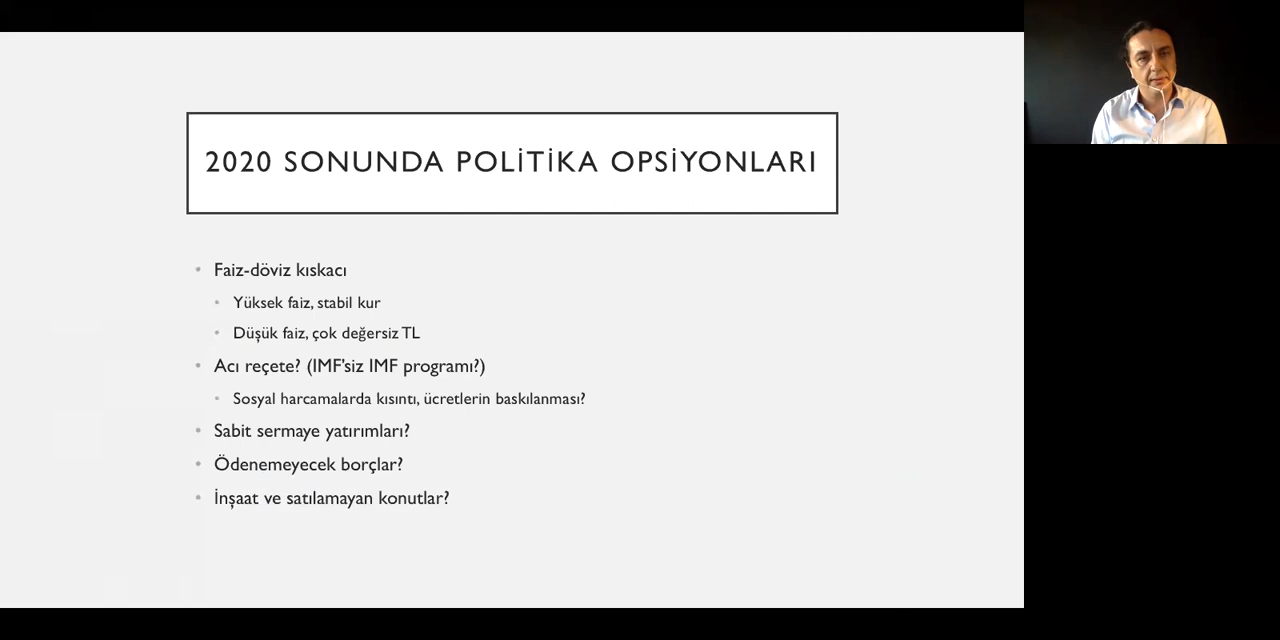 2020 SONUNDA POLİTİKA OPSİYONLARI
• Faiz-döviz kıskacı
• Yüksek faiz, stabil kur
• Düşük faiz, çok değersiz TL
• Acı reçete? (IMF'siz IMF programı?)
• Sosyal harcamalarda kısıntı, ücretlerin baskılanması?
• Sabit sermaye yatırımları?
• Ödenemeyecek borçlar?
• İnşaat ve satılamayan konutlar?